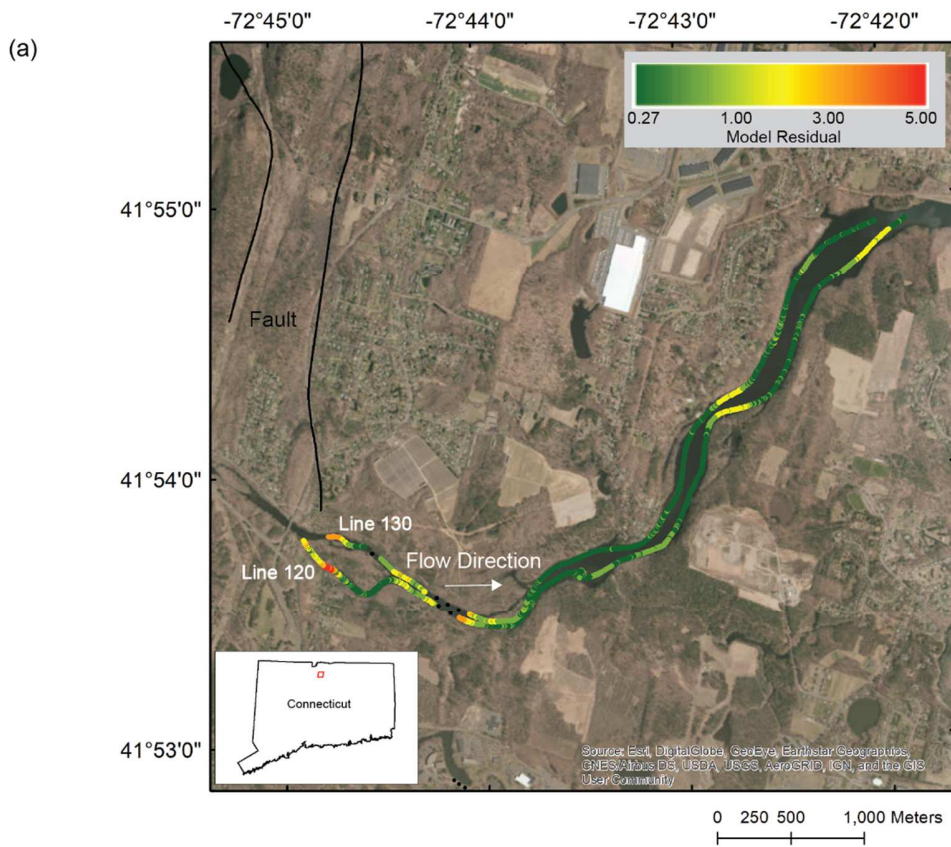 (a)
-72°45'0"
-72°44'0"
-72°43'0"
-72°42'0"
0.27
1.00
3.00
5.00
Model Residual
41°55'0"
Fault
41°54'0"
Line 130
Flow Direction
Line 120
Connecticut
41°53'0"
Source: Esri, DigitalGlobe, GeoEye, Earthstar Geographics,
CNES/Airbus DS, USDA, USGS, AeroGRID, IGN, and the GIS
User Community
0 250 500 1,000 Meters